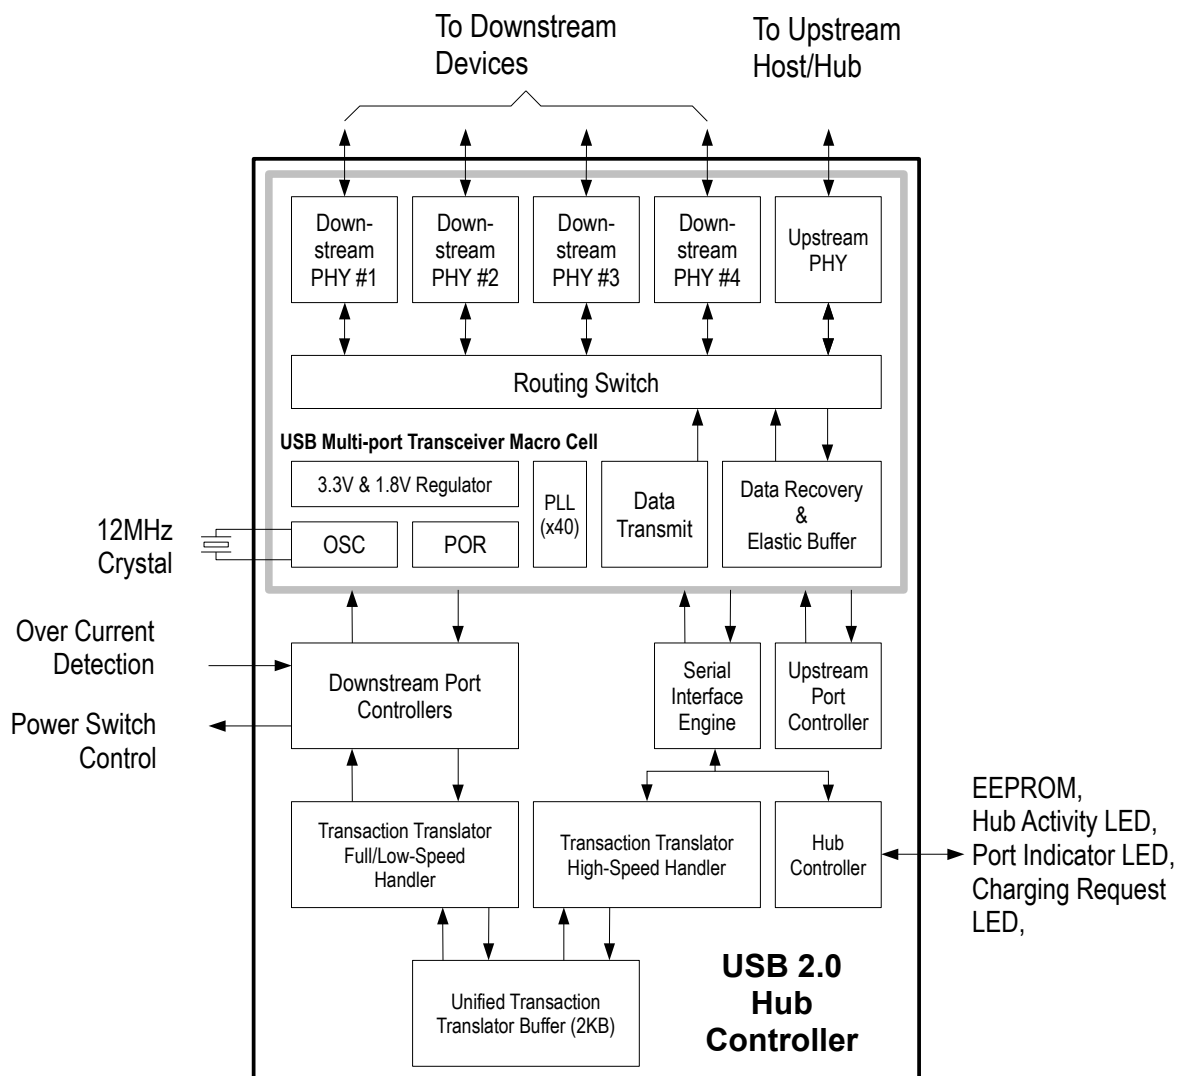 To Downstream
Devices
To Upstream
Host/Hub
Down-
stream
PHY #1
Down-
stream
PHY #2
Down-
stream
PHY #3
Down-
stream
PHY #4
Upstream
PHY
Routing Switch
USB Multi-port Transceiver Macro Cell
3.3V & 1.8V Regulator
OSC
POR
PLL
(x40)
Data
Transmit
Data Recovery
&
Elastic Buffer
12MHz
Crystal
Over Current
Detection
Power Switch
Control
Downstream Port
Controllers
Serial
Interface
Engine
Upstream
Port
Controller
Transaction Translator
Full/Low-Speed
Handler
Transaction Translator
High-Speed Handler
Hub
Controller
EEPROM,
Hub Activity LED,
Port Indicator LED,
Charging Request
LED,
Unified Transaction
Translator Buffer (2KB)
USB 2.0
Hub
Controller